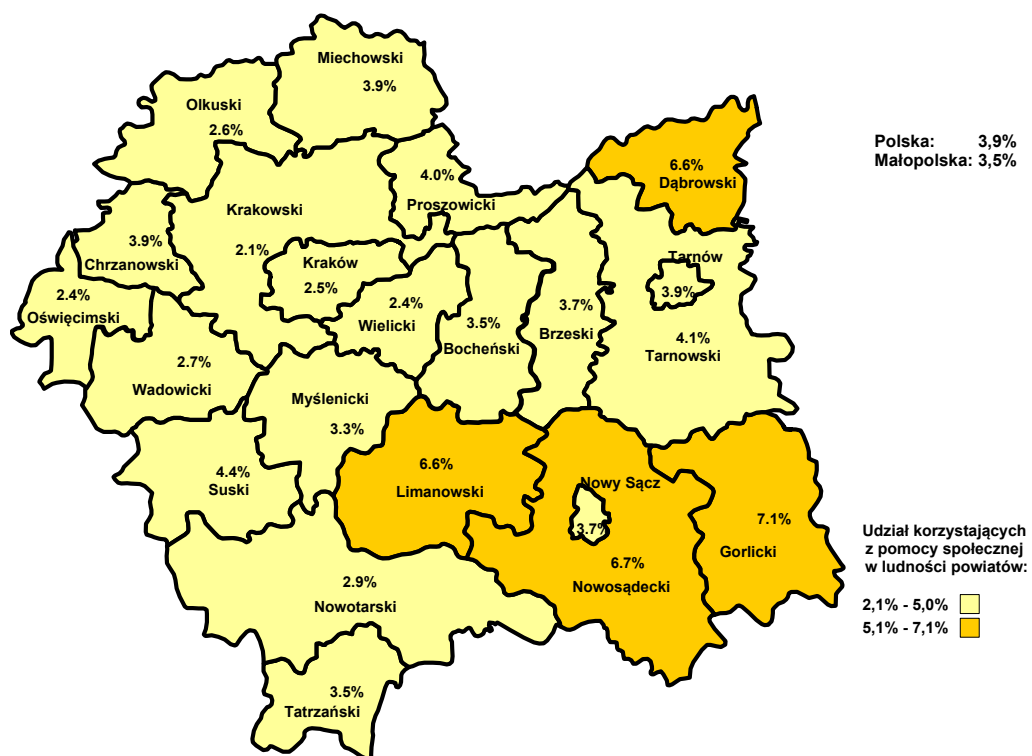 Miechowski
3.9%
Olkuski
2.6%
Polska: 3,9%
Małopolska: 3,5%
6.6%
Dąbrowski
4.0%
Proszowicki
Krakowski
2.1%
3.9%
Chrzanowski
Kraków
2.5%
Tarnów
3.9%
2.4%
Oświęcimski
2.4%
Wielicki
3.5%
Bocheński
3.7%
Brzeski
4.1%
Tarnowski
2.7%
Wadowicki
Myślenicki
3.3%
4.4%
Suski
6.6%
Limanowski
Nowy Sącz
3.7%
6.7%
Nowosądecki
7.1%
Gorlicki
2.9%
Nowotarski
3.5%
Tatrzański
Udział korzystających
z pomocy społecznej
w ludności powiatów:
2,1% - 5,0%
5,1% - 7,1%